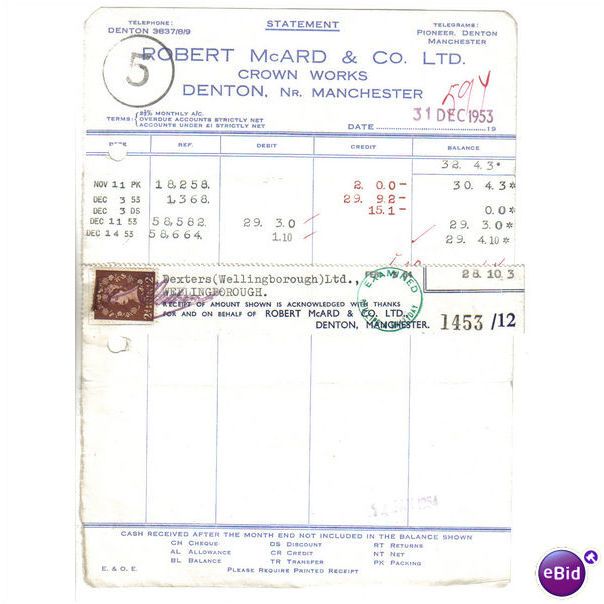 TELEPHONE:
DENTON 3637/8/9
STATEMENT
TELEGRAMS:
PIONEER, DENTON
MANCHESTER
5
ROBERT MCARD & CO. LTD.
CROWN WORKS
DENTON, NR. MANCHESTER
594
31 DEC 1953
TERMS:
2½% MONTHLY A/C.
OVERDUE ACCOUNTS STRICTLY NET
ACCOUNTS UNDER £1 STRICTLY NET
DATE 19
REF. DEBIT CREDIT BALANCE
32. 4.3*
NOV 11 PK 18,258. 2. 0.0- 30. 4.3*
DEC 3 53 1,368. 29. 9.2-
DEC 3 DS 15.1- 0.0*
DEC 11 53 58,582 29. 3.0 29. 3.0*
DEC 14 53 58,664. 1.10 29. 4.10*
Dexters(Wellingborough)Ltd., 28.10.3
WELLINGBOROUGH.
EXAMINED
RECEIPT OF AMOUNT SHOWN IS ACKNOWLEDGED WITH THANKS
FOR AND ON BEHALF OF ROBERT MCARD & CO. LTD.
DENTON, MANCHESTER. 1453 /12
CASH RECEIVED AFTER THE MONTH END NOT INCLUDED IN THE BALANCE SHOWN
CH CHEQUE DS DISCOUNT RT RETURNS
AL ALLOWANCE CR CREDIT NT NET
BL BALANCE TR TRANSFER PK PACKING
E. & O. E. PLEASE REQUIRE PRINTED RECEIPT
eBid